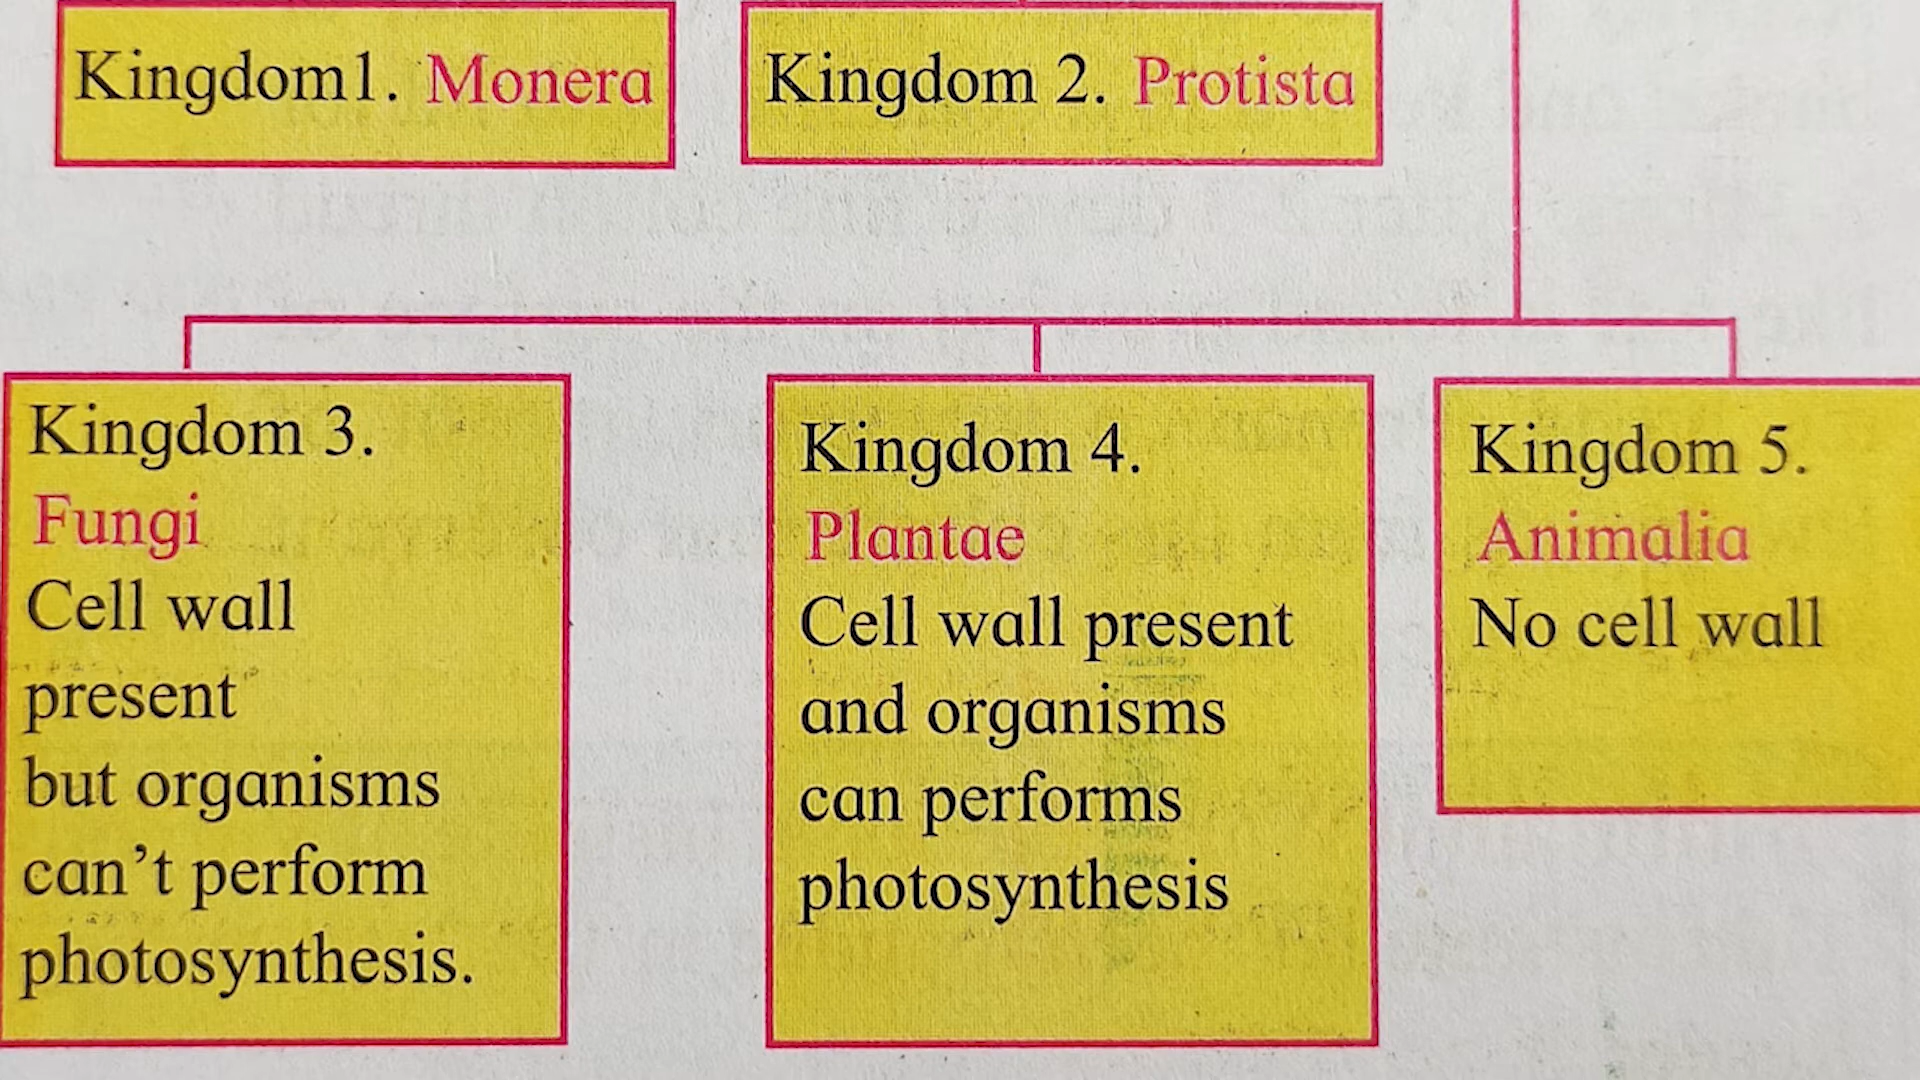 Kingdom1. Monera
Kingdom 2. Protista
Kingdom 3.
Fungi
Cell wall
present
but organisms
can't perform
photosynthesis.
Kingdom 4.
Plantae
Cell wall present
and organisms
can performs
photosynthesis
Kingdom 5.
Animalia
No cell wall